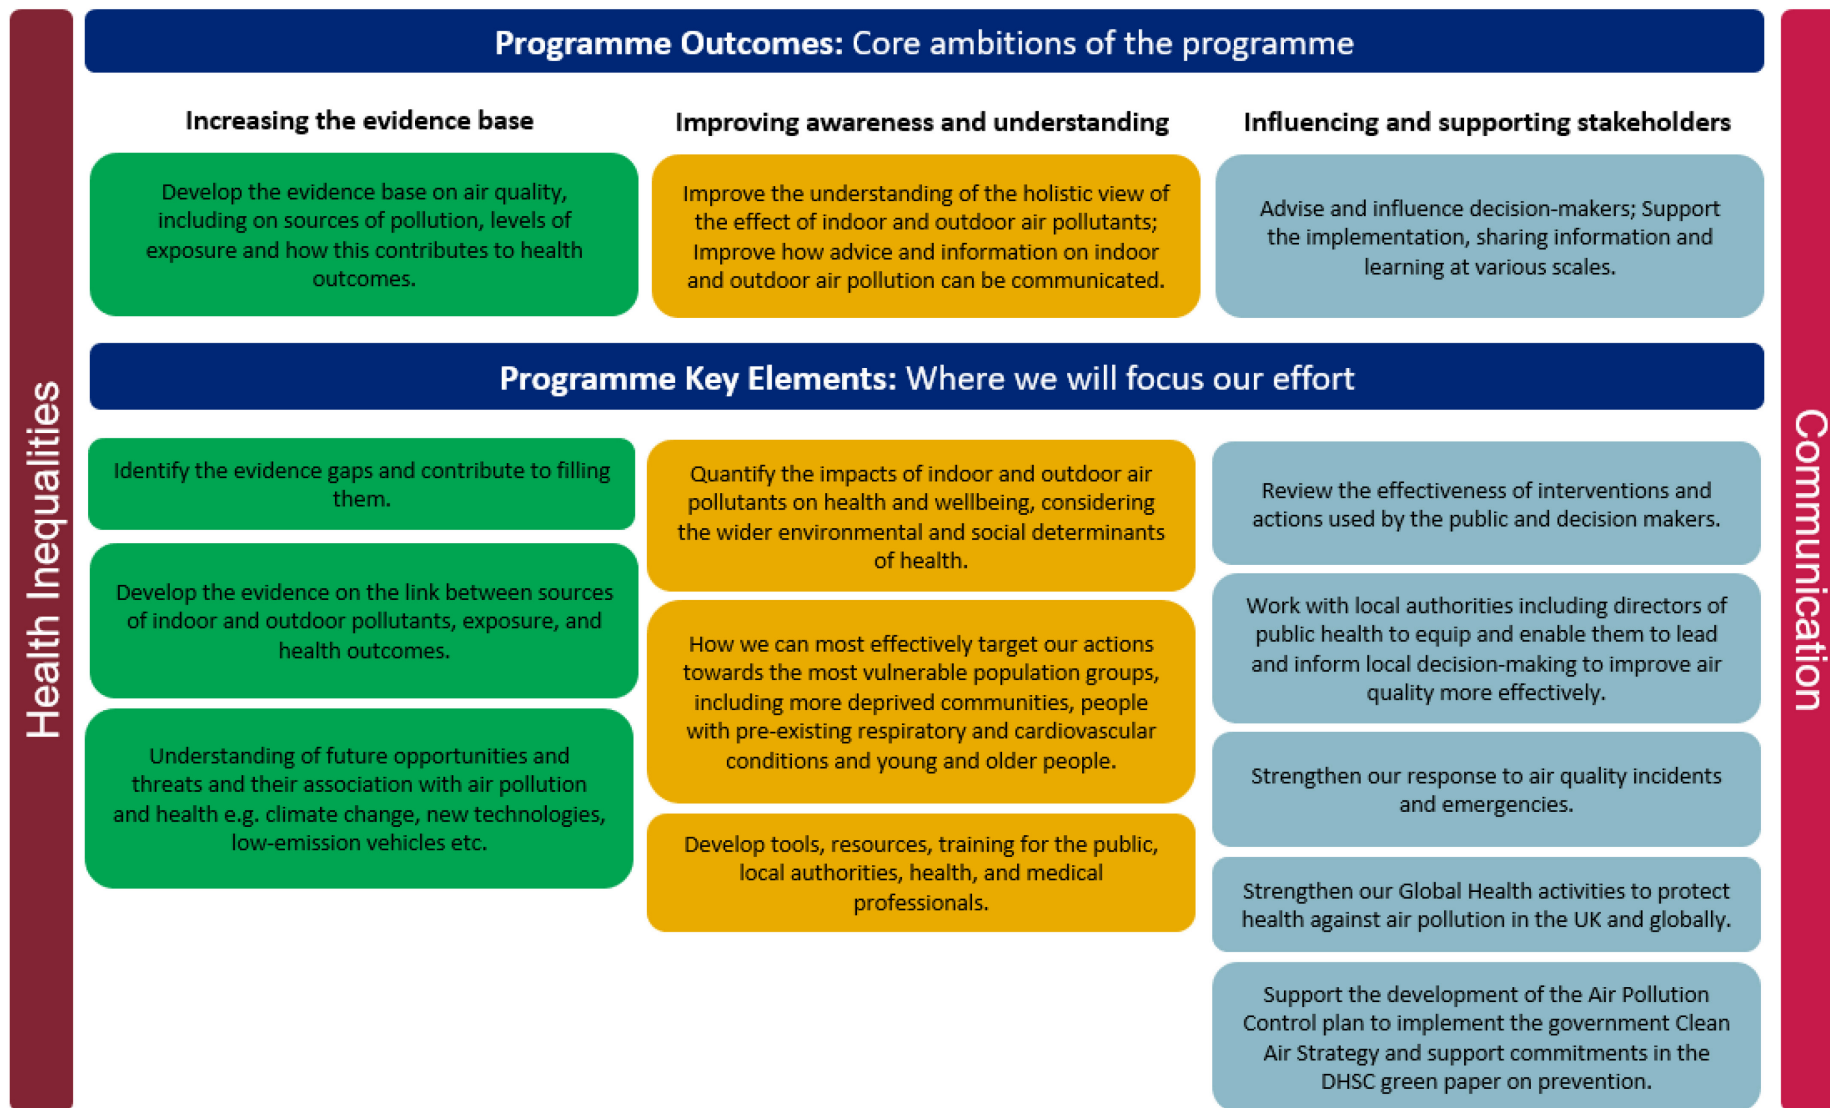 Programme Outcomes: Core ambitions of the programme
Increasing the evidence base
Develop the evidence base on air quality,
including on sources of pollution, levels of
exposure and how this contributes to health
outcomes.
Improving awareness and understanding
Improve the understanding of the holistic view of
the effect of indoor and outdoor air pollutants;
Improve how advice and information on indoor
and outdoor air pollution can be communicated.
Influencing and supporting stakeholders
Advise and influence decision-makers; Support
the implementation, sharing information and
learning at various scales.
Programme Key Elements: Where we will focus our effort
Identify the evidence gaps and contribute to filling
them.
Develop the evidence on the link between sources
of indoor and outdoor pollutants, exposure, and
health outcomes.
Understanding of future opportunities and
threats and their association with air pollution
and health e.g. climate change, new technologies,
low-emission vehicles etc.
Quantify the impacts of indoor and outdoor air
pollutants on health and wellbeing, considering
the wider environmental and social determinants
of health.
How we can most effectively target our actions
towards the most vulnerable population groups,
including more deprived communities, people
with pre-existing respiratory and cardiovascular
conditions and young and older people.
Develop tools, resources, training for the public,
local authorities, health, and medical
professionals.
Review the effectiveness of interventions and
actions used by the public and decision makers.
Work with local authorities including directors of
public health to equip and enable them to lead
and inform local decision-making to improve air
quality more effectively.
Strengthen our response to air quality incidents
and emergencies.
Strengthen our Global Health activities to protect
health against air pollution in the UK and globally.
Support the development of the Air Pollution
Control plan to implement the government Clean
Air Strategy and support commitments in the
DHSC green paper on prevention.
Health Inequalities
Communication